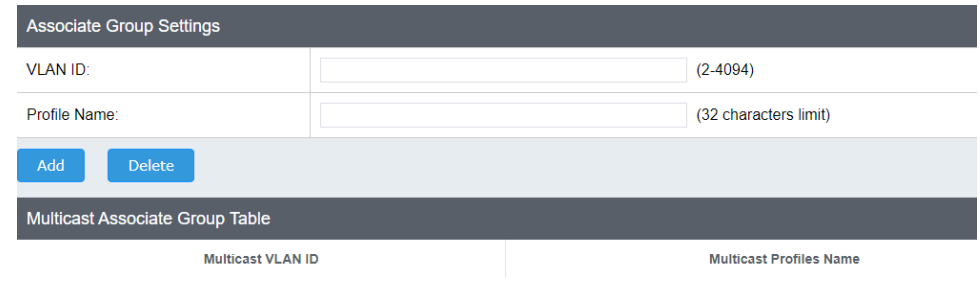 Associate Group Settings
VLAN ID: (2-4094)
Profile Name: (32 characters limit)
Add Delete
Multicast Associate Group Table
Multicast VLAN ID Multicast Profiles Name